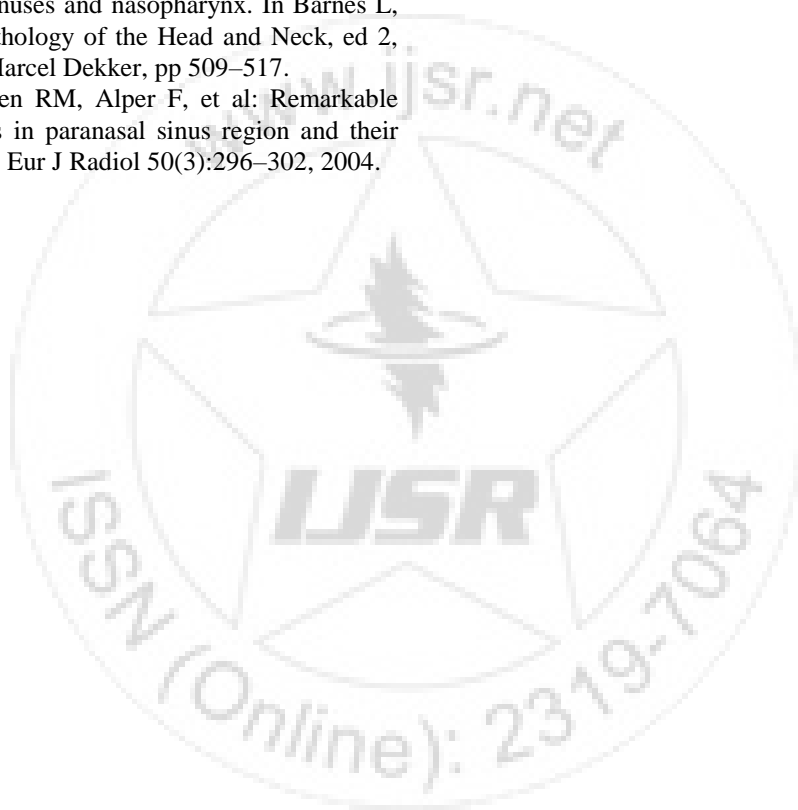 nuses and nasopharynx. In Barnes L,
thology of the Head and Neck, ed 2,
Marcel Dekker, pp 509–517.
en RM, Alper F, et al: Remarkable
s in paranasal sinus region and their
Eur J Radiol 50(3):296–302, 2004.
www.ijsr.net
IJSR
ISSN (Online): 2319-7064